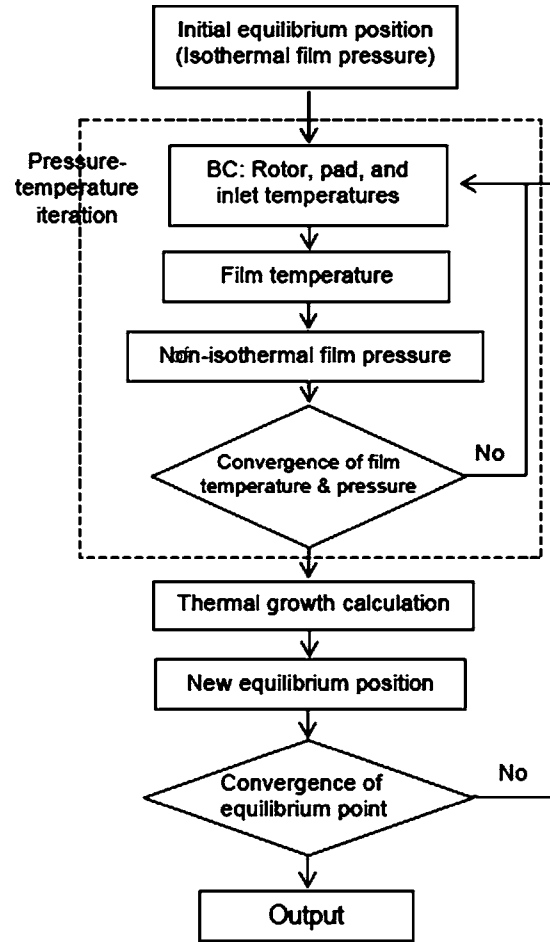 Initial equilibrium position
(Isothermal film pressure)
Pressure-
temperature
iteration
BC: Rotor, pad, and
inlet temperatures
Film temperature
Non-isothermal film pressure
Convergence of film
temperature & pressure
No
Thermal growth calculation
New equilibrium position
Convergence of
equilibrium point
No
Output